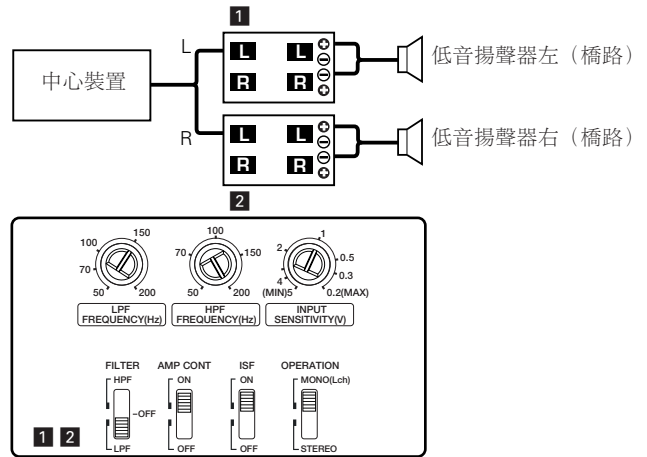 1
L
中心裝置
L L ⊕
⊖
R R ⊖
⊕
低音揚聲器左（橋路）
R
L L ⊕
⊖
R R ⊖
⊕
低音揚聲器右（橋路）
2
50 70 100 150 200
LPF
FREQUENCY(Hz)
50 70 100 150 200
HPF
FREQUENCY(Hz)
(MIN)5 4 2 1 0.5 0.3 0.2(MAX)
INPUT
SENSITIVITY(V)
FILTER
HPF
OFF
LPF
AMP CONT
ON
OFF
ISF
ON
OFF
OPERATION
MONO(Lch)
STEREO
1 2